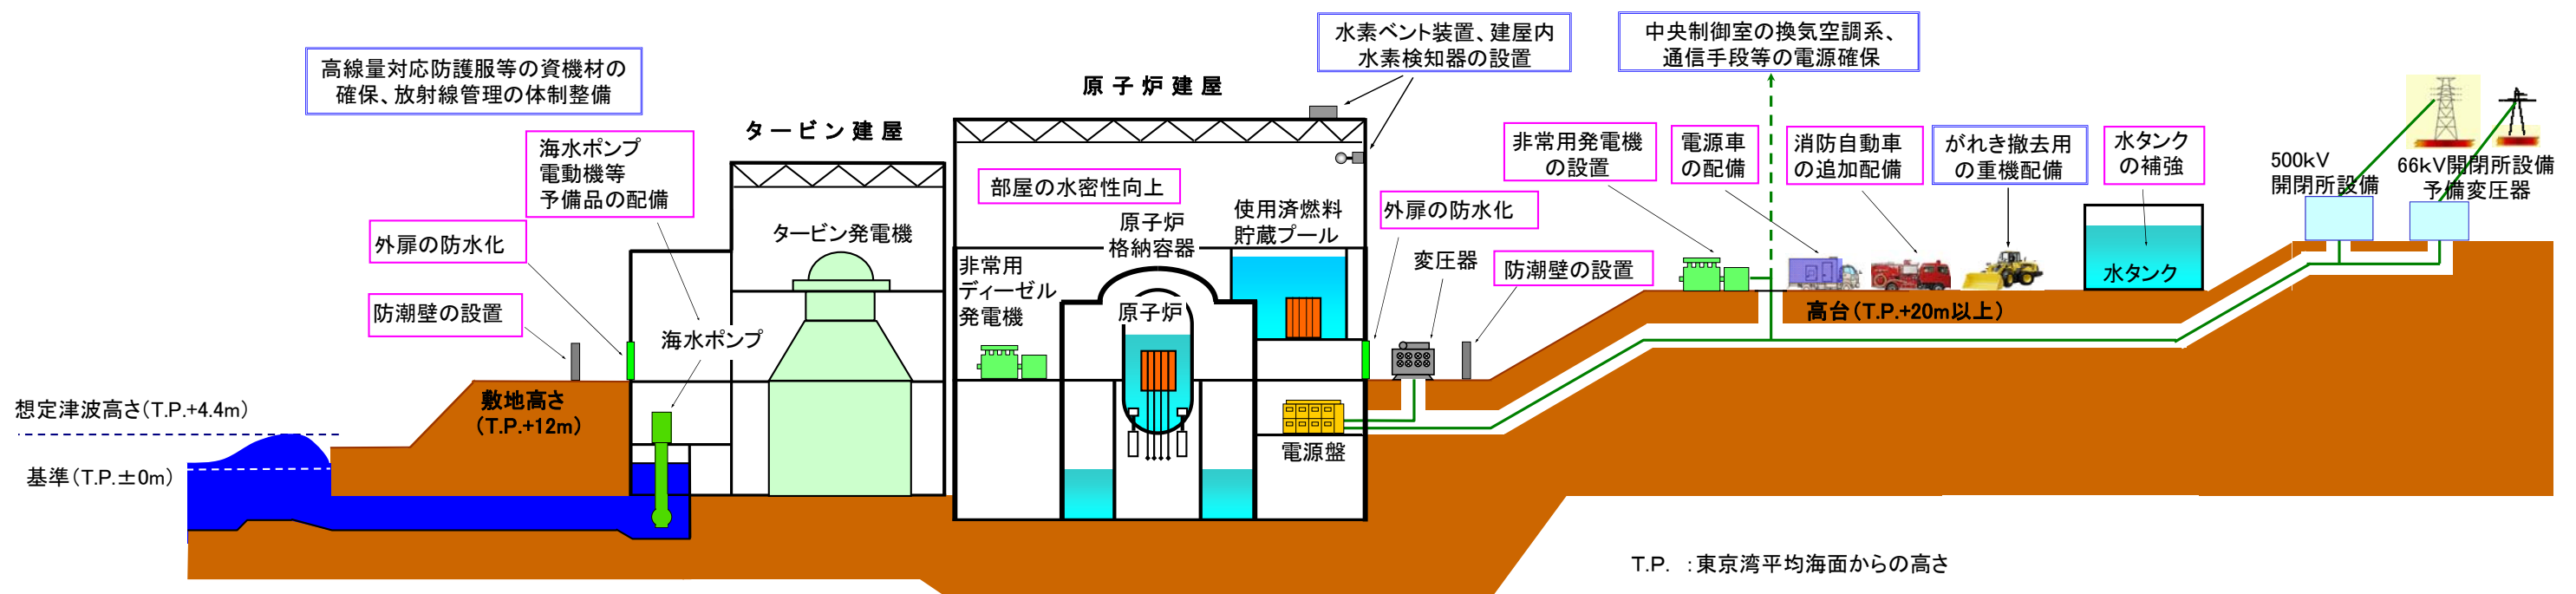 高線量対応防護服等の資機材の
確保、放射線管理の体制整備
水素ベント装置、建屋内
水素検知器の設置
中央制御室の換気空調系、
通信手段等の電源確保
原子炉建屋
タービン建屋
海水ポンプ
電動機等
予備品の配備
外扉の防水化
防潮壁の設置
タービン発電機
海水ポンプ
部屋の水密性向上
原子炉
格納容器
使用済燃料
貯蔵プール
非常用
ディーゼル
発電機
原子炉
電源盤
外扉の防水化
変圧器
防潮壁の設置
非常用発電機
の設置
電源車
の配備
消防自動車
の追加配備
がれき撤去用
の重機配備
水タンク
の補強
水タンク
500kV
開閉所設備
66kV開閉所設備
予備変圧器
高台(T.P.+20m以上)
敷地高さ
(T.P.+12m)
想定津波高さ(T.P.+4.4m)
基準(T.P.±0m)
T.P. :東京湾平均海面からの高さ